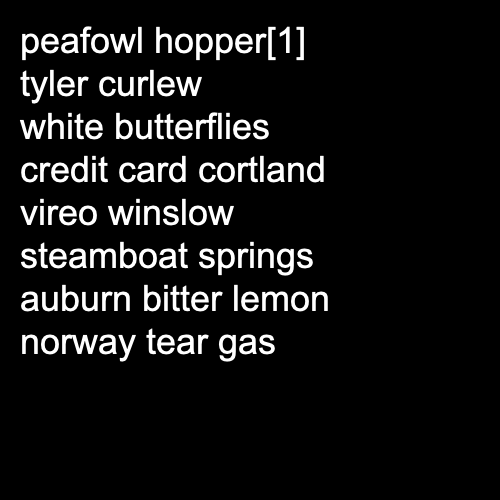 peafowl hopper[1]
tyler curlew
white butterflies
credit card cortland
vireo winslow
steamboat springs
auburn bitter lemon
norway tear gas